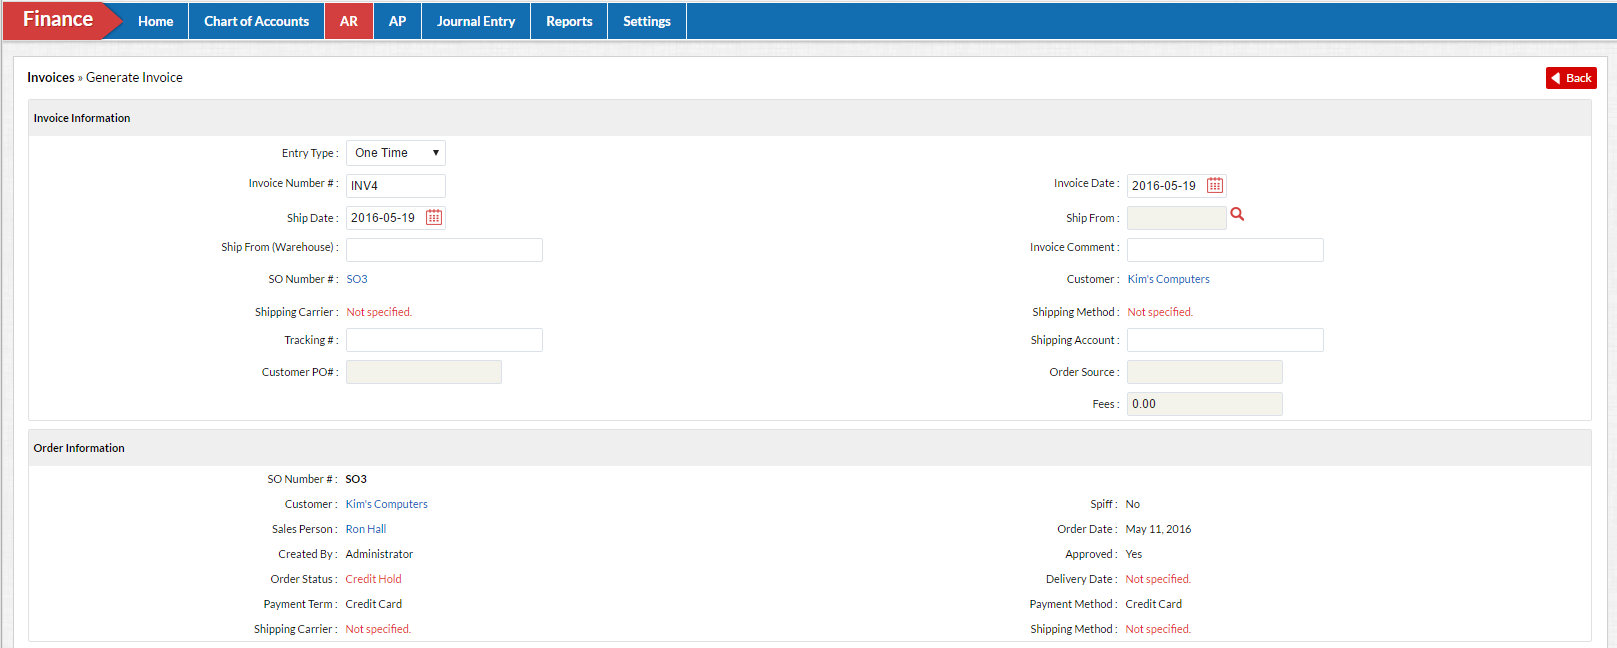 Finance Home Chart of Accounts AR AP Journal Entry Reports Settings
Invoices » Generate Invoice Back
Invoice Information
Entry Type : One Time
Invoice Number # : INV4 Invoice Date : 2016-05-19
Ship Date : 2016-05-19 Ship From :
Ship From (Warehouse) : Invoice Comment :
SO Number # : SO3 Customer : Kim's Computers
Shipping Carrier : Not specified. Shipping Method : Not specified.
Tracking # : Shipping Account :
Customer PO# : Order Source :
Fees : 0.00
Order Information
SO Number # : SO3
Customer : Kim's Computers Spiff : No
Sales Person : Ron Hall Order Date : May 11, 2016
Created By : Administrator Approved : Yes
Order Status : Credit Hold Delivery Date : Not specified.
Payment Term : Credit Card Payment Method : Credit Card
Shipping Carrier : Not specified. Shipping Method : Not specified.